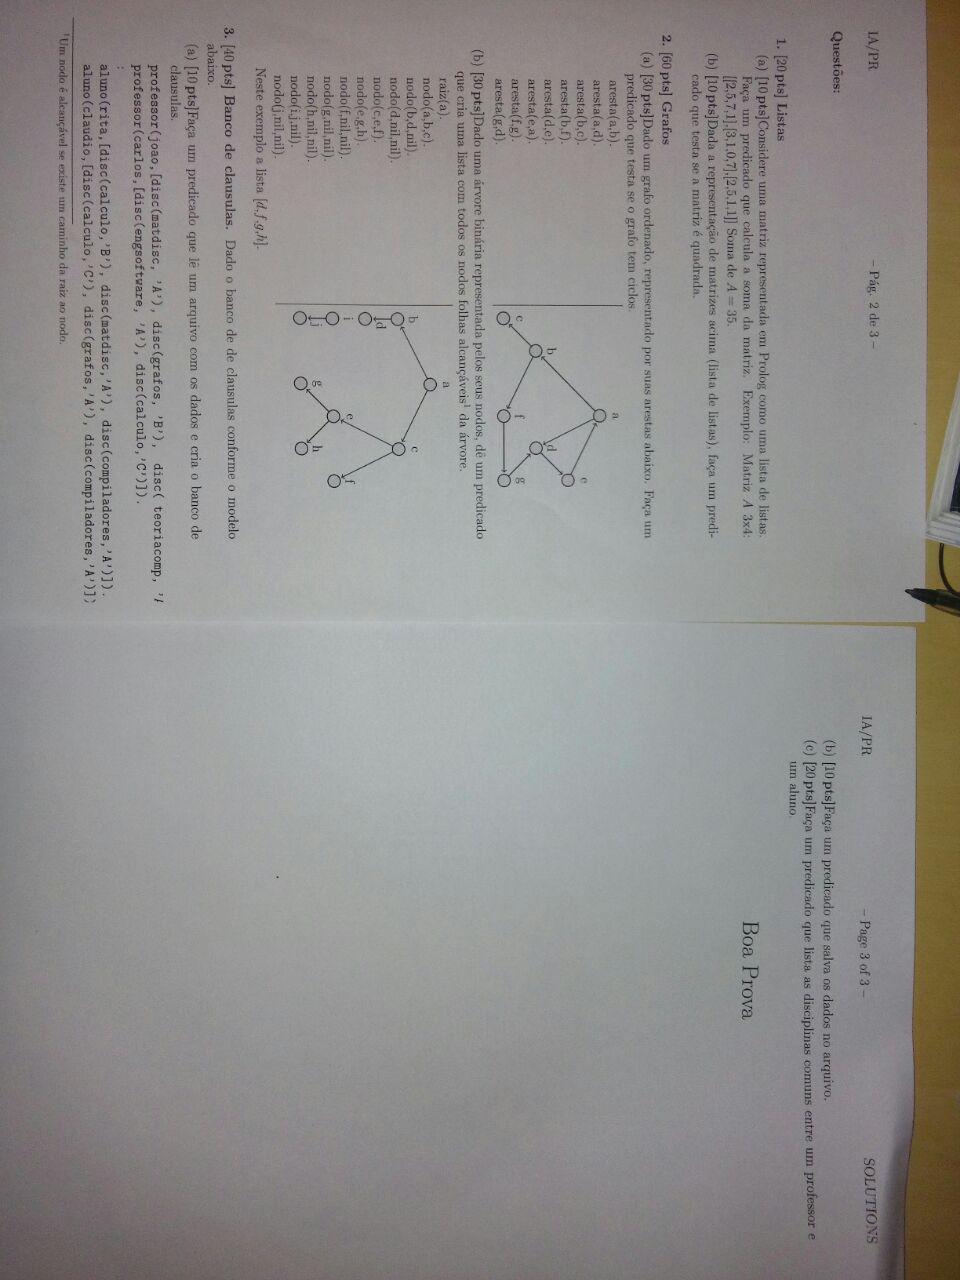 IA/PR – Pág. 2 de 3 –
Questões:
1. [20 pts] Listas
(a) [10 pts]Considere uma matriz representada em Prolog como uma lista de listas.
Faça um predicado que calcula a soma da matriz. Exemplo: Matriz A 3x4:
[[2,5,7,1],[3,1,0,7],[2,5,1,1]] Soma de A = 35.
(b) [10 pts]Dada a representação de matrizes acima (lista de listas), faça um predi-
cado que testa se a matriz é quadrada.
2. [60 pts] Grafos
(a) [30 pts]Dado um grafo ordenado, representado por suas arestas abaixo. Faça um
predicado que testa se o grafo tem ciclos.
aresta(a,b).
aresta(a,d).
aresta(b,c).
aresta(b,f).
aresta(d,e).
aresta(e,a).
aresta(f,g).
aresta(g,d).
a
e
b d
c f g
(b) [30 pts]Dado uma árvore binária representada pelos seus nodos, dê um predicado
que cria uma lista com todos os nodos folhas alcançáveis¹ da árvore.
raiz(a).
nodo(a,b,c).
nodo(b,d,nil).
nodo(d,nil,nil).
nodo(c,e,f).
nodo(e,g,h).
nodo(f,nil,nil).
nodo(g,nil,nil).
nodo(h,nil,nil).
nodo(i,j,nil).
nodo(j,nil,nil).
a
b c
d
i e f
j g h
Neste exemplo a lista [d,f,g,h].
3. [40 pts] Banco de clausulas. Dado o banco de de clausulas conforme o modelo
abaixo.
(a) [10 pts]Faça um predicado que lê um arquivo com os dados e cria o banco de
clausulas.
professor(joao,[disc(matdisc, 'A'), disc(grafos, 'B'), disc( teoriacomp, '
professor(carlos,[disc(engsoftware, 'A'), disc(calculo,'C')]).
:
aluno(rita,[disc(calculo,'B'), disc(matdisc,'A'), disc(compiladores,'A')]).
aluno(claudio,[disc(calculo,'C'), disc(grafos,'A'), disc(compiladores,'A')]
¹Um nodo é alcançável se existe um caminho da raiz ao nodo.
IA/PR – Page 3 of 3 – SOLUTIONS
(b) [10 pts]Faça um predicado que salva os dados no arquivo.
(c) [20 pts]Faça um predicado que lista as disciplinas comuns entre um professor e
um aluno.
Boa Prova